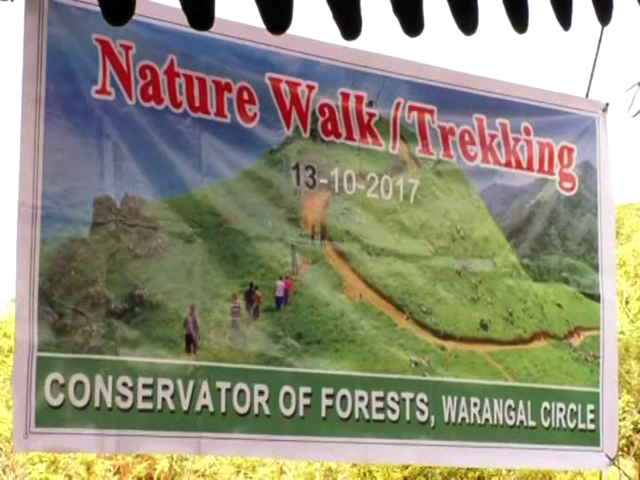 Nature Walk / Trekking
13-10-2017
CONSERVATOR OF FORESTS, WARANGAL CIRCLE